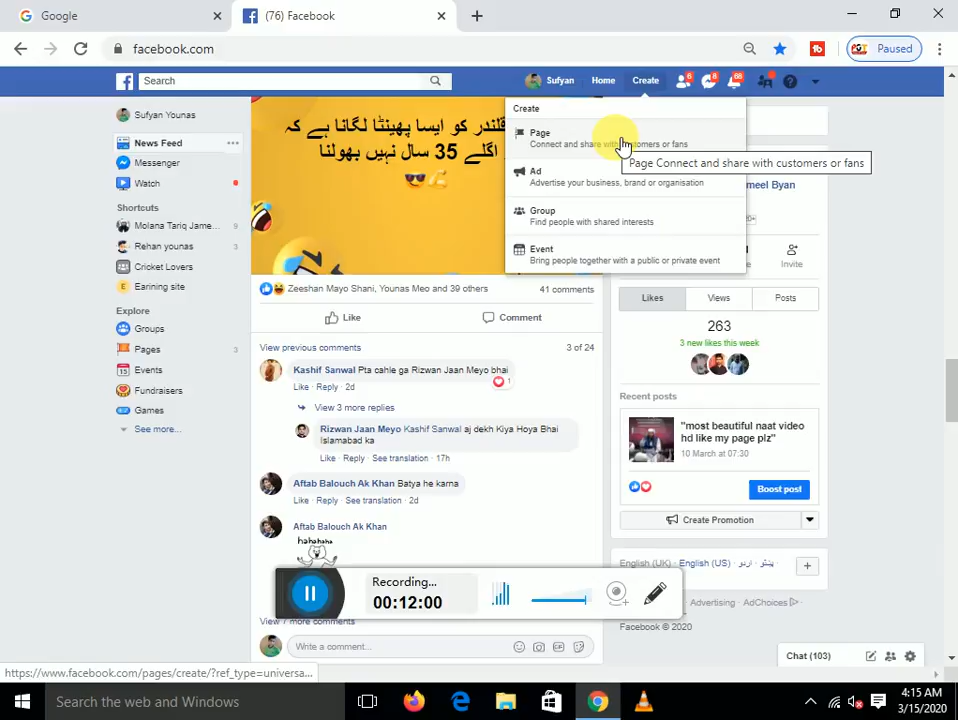 Google
(76) Facebook
facebook.com
Paused
Search
Sufyan
Home
Create
6
8
68
Create
Page
Connect and share with customers or fans
Page Connect and share with customers or fans
Ad
Advertise your business, brand or organisation
Group
Find people with shared interests
Event
Bring people together with a public or private event
Sufyan Younas
News Feed
Messenger
Watch
Shortcuts
Molana Tariq Jame... 9
Rehan younas 3
Cricket Lovers
Earining site
Explore
Groups
Pages 3
Events
Fundraisers
Games
See more...
قلندر کو ایسا پھینٹا لگانا ہے کہ
اگلے 35 سال نہیں بھولنا
Zeeshan Mayo Shani, Younas Meo and 39 others
41 comments
Like
Comment
View previous comments
3 of 24
Kashif Sanwal Pta cahle ga Rizwan Jaan Meyo bhai
1
Like · Reply · 2d
View 3 more replies
Rizwan Jaan Meyo Kashif Sanwal aj dekh Kiya Hoya Bhai
Islamabad ka
Like · Reply · See translation · 17h
Aftab Balouch Ak Khan Batya he karna
Like · Reply · See translation · 2d
Aftab Balouch Ak Khan
hahahaha
View 7 more comments
Write a comment...
GIF
meel Byan
Invite
Likes
Views
Posts
263
3 new likes this week
Recent posts
"most beautiful naat video
hd like my page plz"
10 March at 07:30
Boost post
Create Promotion
English (UK) · English (US) · اردو · پښتو
Advertising · AdChoices
Facebook © 2020
Chat (103)
Recording...
00:12:00
https://www.facebook.com/pages/create/?ref_type=universa...
Search the web and Windows
4:15 AM
3/15/2020